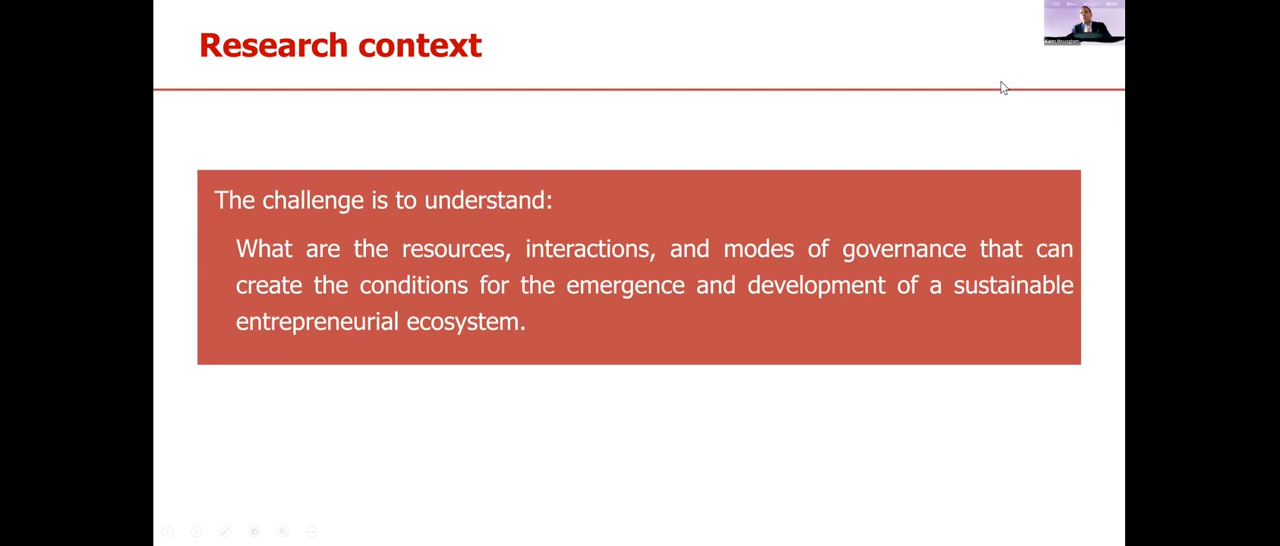 Research context
The challenge is to understand:
What are the resources, interactions, and modes of governance that can
create the conditions for the emergence and development of a sustainable
entrepreneurial ecosystem.